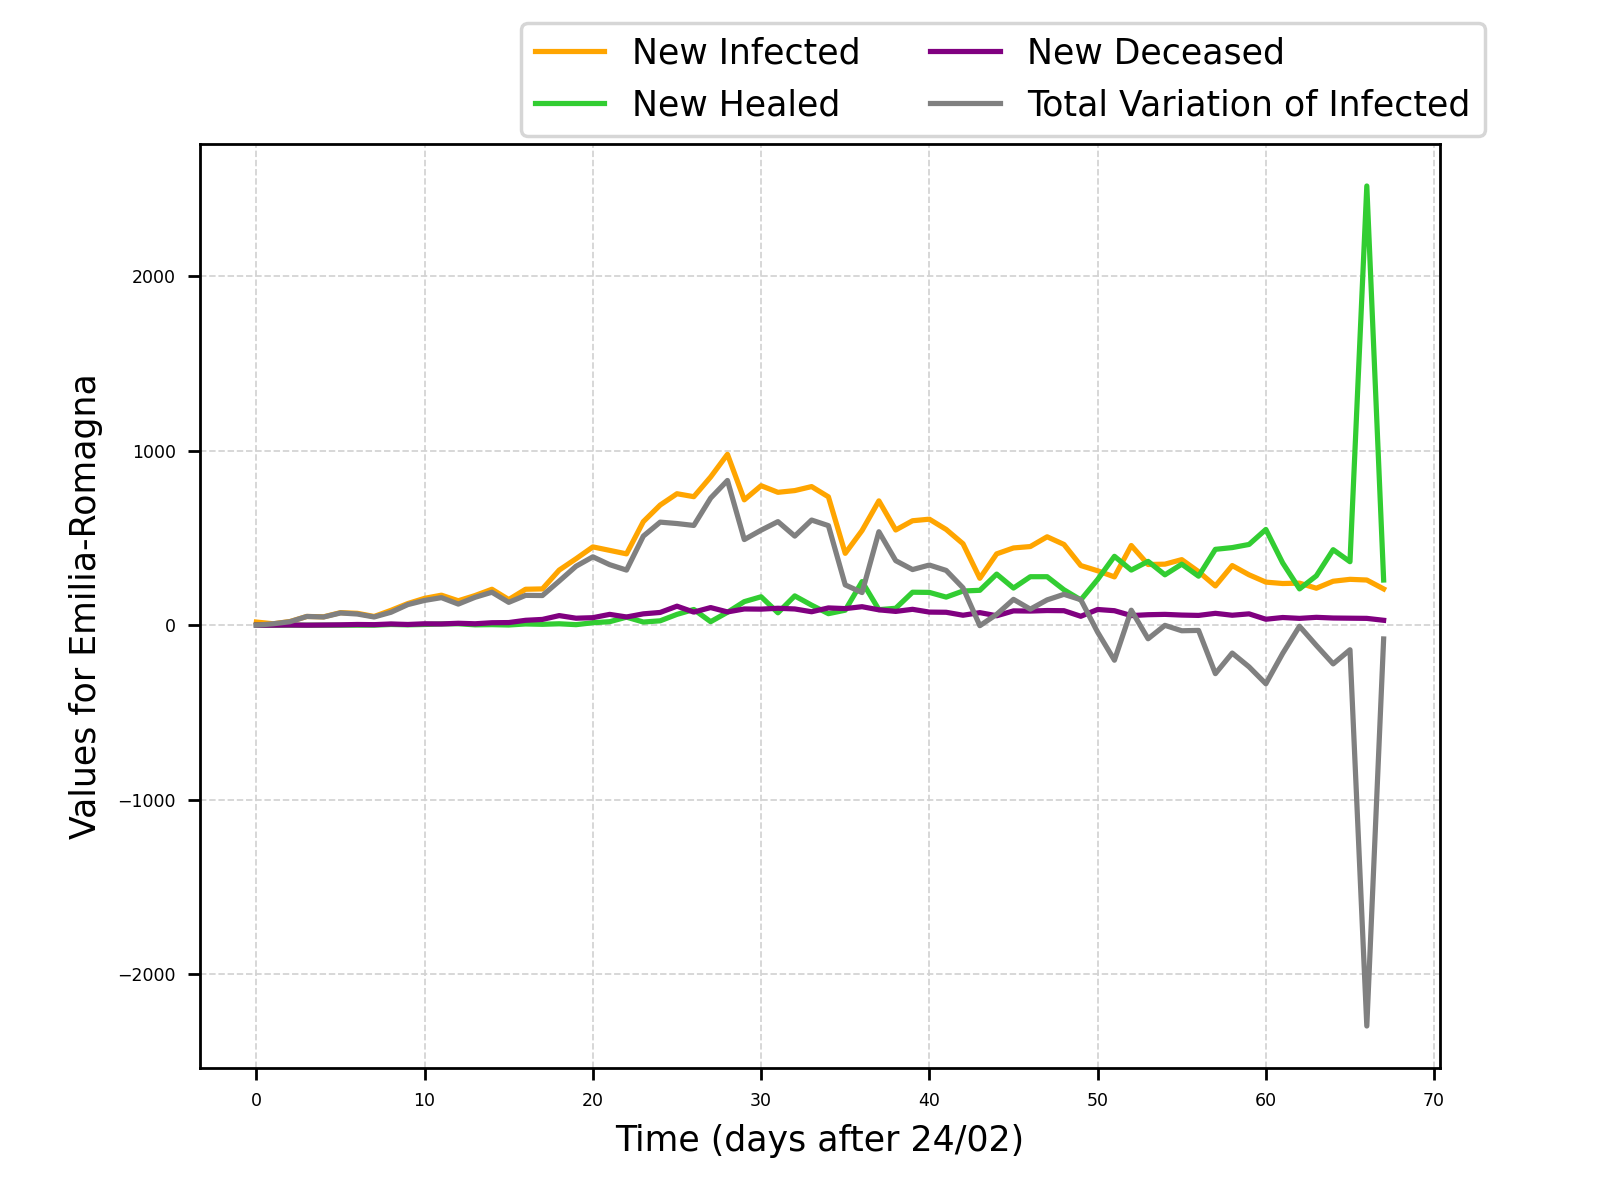 New Infected
New Healed
New Deceased
Total Variation of Infected
Values for Emilia-Romagna
2000
1000
0
−1000
−2000
0 10 20 30 40 50 60 70
Time (days after 24/02)